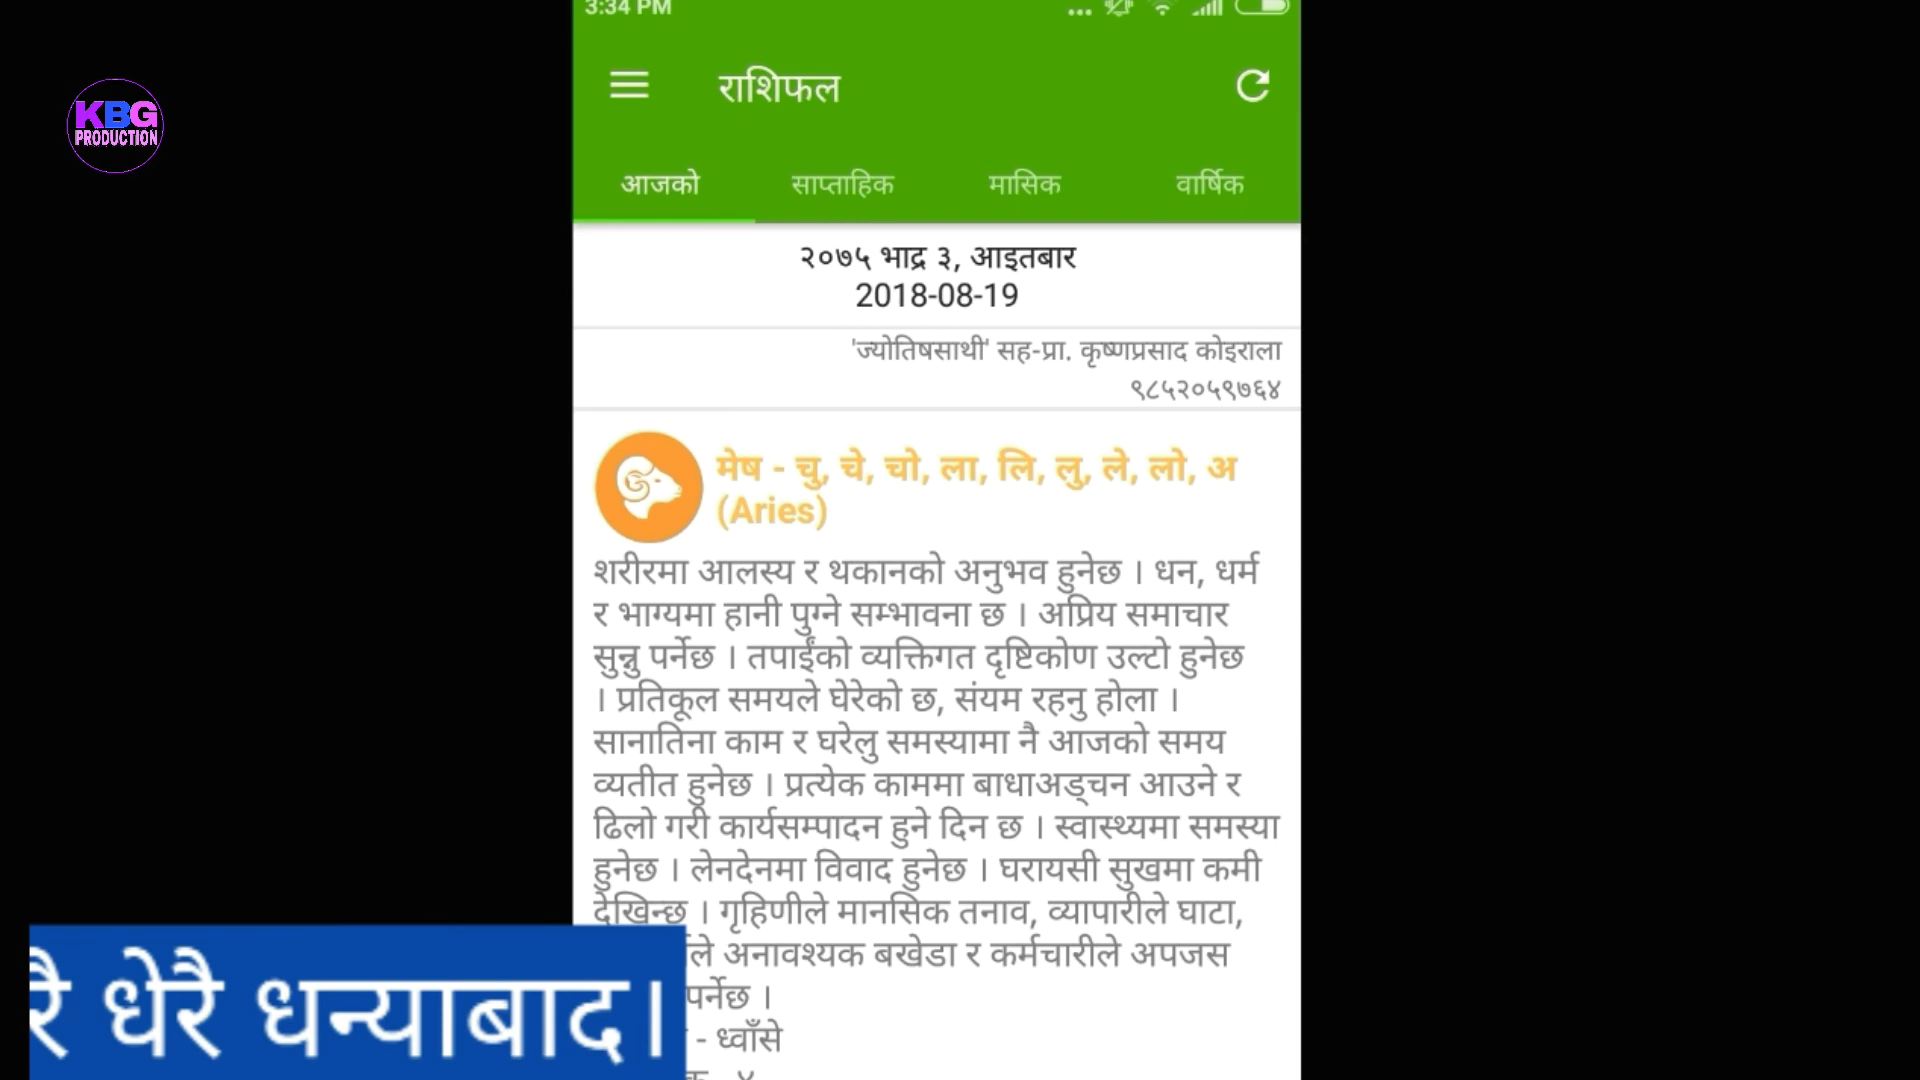 3:34 PM
KBG
PRODUCTION
राशिफल
आजको साप्ताहिक मासिक वार्षिक
२०७५ भाद्र ३, आइतबार
2018-08-19
'ज्योतिषसाथी' सह-प्रा. कृष्णप्रसाद कोइराला
९८५२०५९७६४
मेष - चु, चे, चो, ला, लि, लु, ले, लो, अ
(Aries)
शरीरमा आलस्य र थकानको अनुभव हुनेछ । धन, धर्म
र भाग्यमा हानी पुग्ने सम्भावना छ । अप्रिय समाचार
सुन्नु पर्नेछ । तपाईंको व्यक्तिगत दृष्टिकोण उल्टो हुनेछ
। प्रतिकूल समयले घेरेको छ, संयम रहनु होला ।
सानातिना काम र घरेलु समस्यामा नै आजको समय
व्यतीत हुनेछ । प्रत्येक काममा बाधाअड्चन आउने र
ढिलो गरी कार्यसम्पादन हुने दिन छ । स्वास्थ्यमा समस्या
हुनेछ । लेनदेनमा विवाद हुनेछ । घरायसी सुखमा कमी
देखिन्छ । गृहिणीले मानसिक तनाव, व्यापारीले घाटा,
ले अनावश्यक बखेडा र कर्मचारीले अपजस
पर्नेछ ।
- ध्वाँसे
धेरै धन्याबाद।